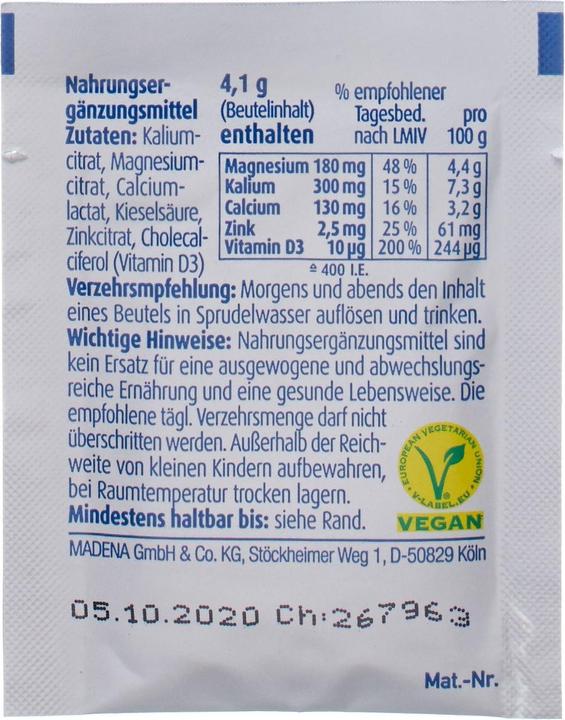 Nahrungser-
gänzungsmittel
Zutaten: Kalium-
citrat, Magnesium-
citrat, Calcium-
lactat, Kieselsäure,
Zinkcitrat, Cholecal-
ciferol (Vitamin D3)
4,1 g
(Beutelinhalt)
enthalten
% empfohlener
Tagesbed.
nach LMIV
pro
100 g
Magnesium 180 mg 48 % 4,4 g
Kalium 300 mg 15 % 7,3 g
Calcium 130 mg 16 % 3,2 g
Zink 2,5 mg 25 % 61 mg
Vitamin D3 10 µg 200 % 244 µg
≙ 400 I.E.
Verzehrsmpfehlung: Morgens und abends den Inhalt
eines Beutels in Sprudelwasser auflösen und trinken.
Wichtige Hinweise: Nahrungsergänzungsmittel sind
kein Ersatz für eine ausgewogene und abwechslungs-
reiche Ernährung und eine gesunde Lebensweise. Die
empfohlene tägl. Verzehrsmenge darf nicht
überschritten werden. Außerhalb der Reich-
weite von kleinen Kindern aufbewahren,
bei Raumtemperatur trocken lagern.
Mindestens haltbar bis: siehe Rand.
EUROPEAN VEGETARIAN UNION
V-LABEL.EU
VEGAN
MADENA GmbH & Co. KG, Stöckheimer Weg 1, D-50829 Köln
05.10.2020 Ch:267963
Mat.-Nr.